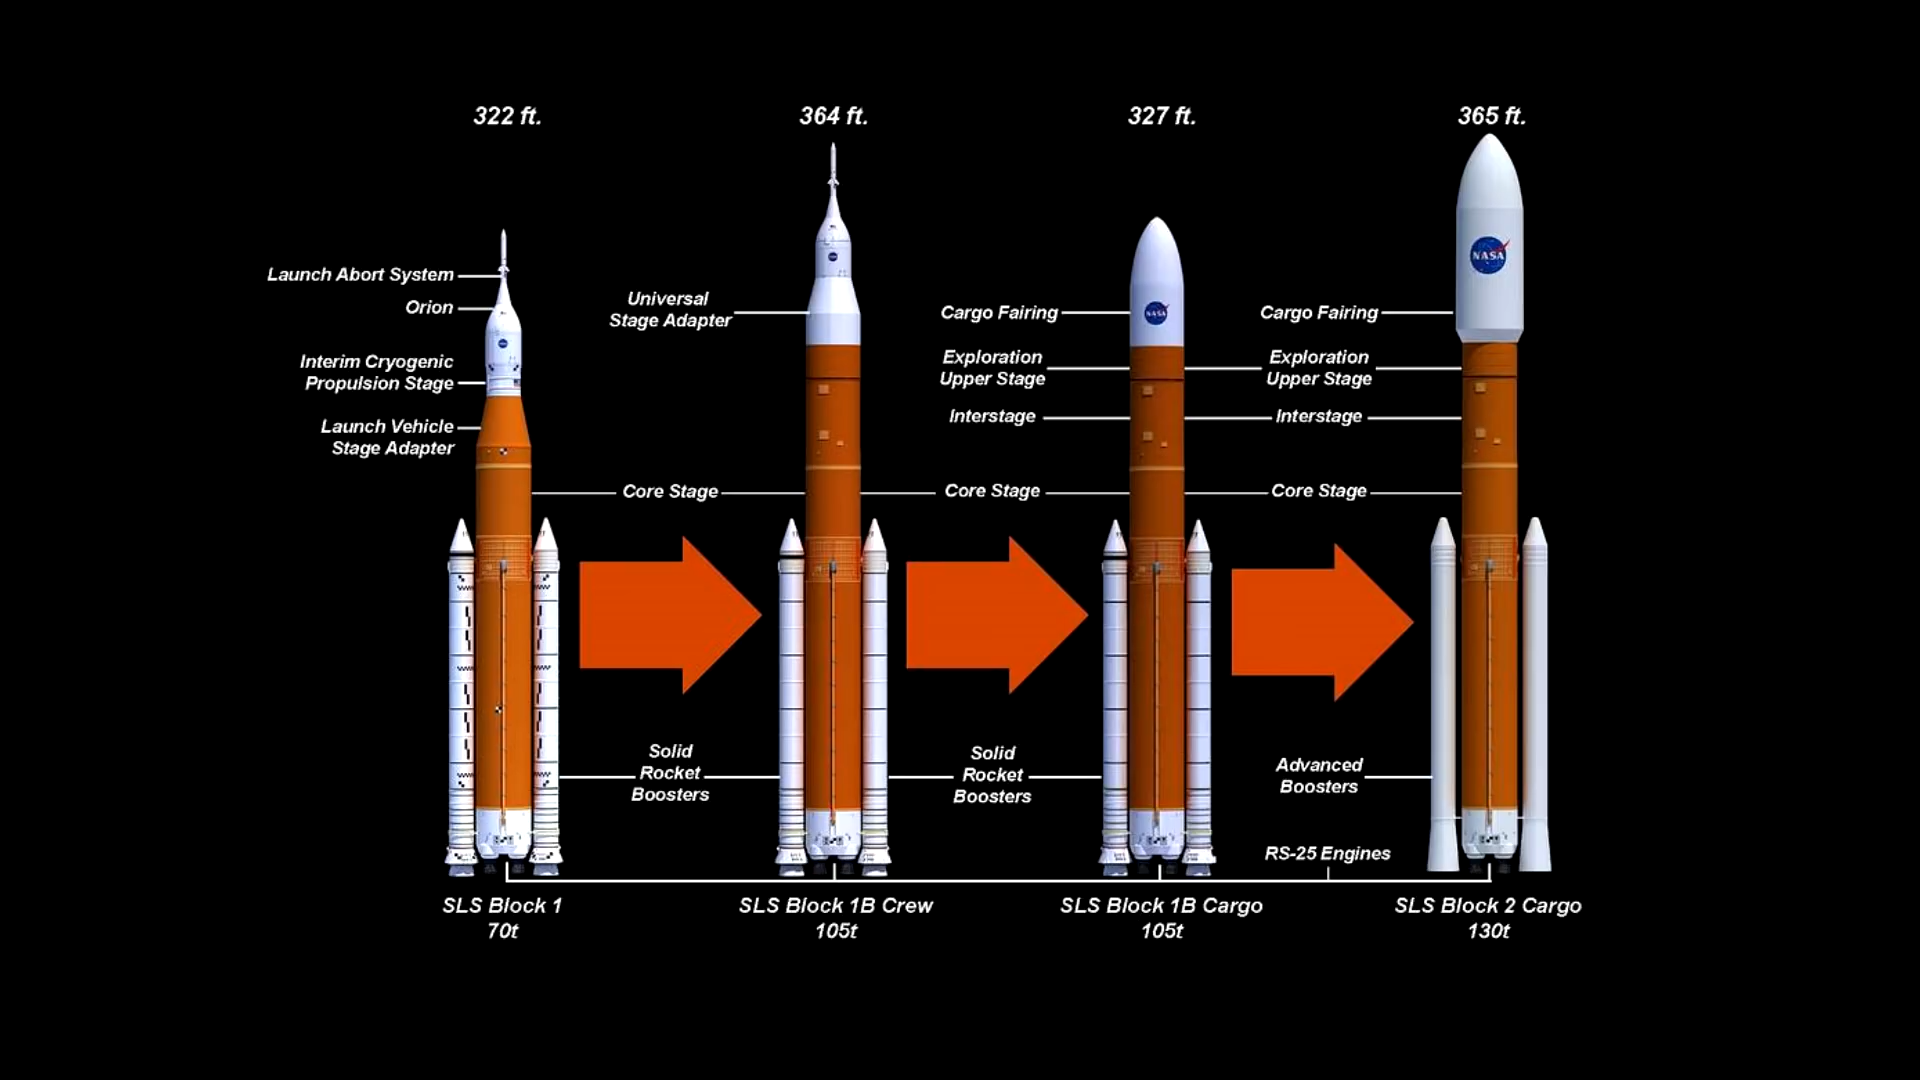 322 ft.
364 ft.
327 ft.
365 ft.
Launch Abort System
Orion
Interim Cryogenic
Propulsion Stage
Launch Vehicle
Stage Adapter
Universal
Stage Adapter
Cargo Fairing
Exploration
Upper Stage
Interstage
Cargo Fairing
Exploration
Upper Stage
Interstage
NASA
NASA
Core Stage
Core Stage
Core Stage
Solid
Rocket
Boosters
Solid
Rocket
Boosters
Advanced
Boosters
RS-25 Engines
SLS Block 1
70t
SLS Block 1B Crew
105t
SLS Block 1B Cargo
105t
SLS Block 2 Cargo
130t